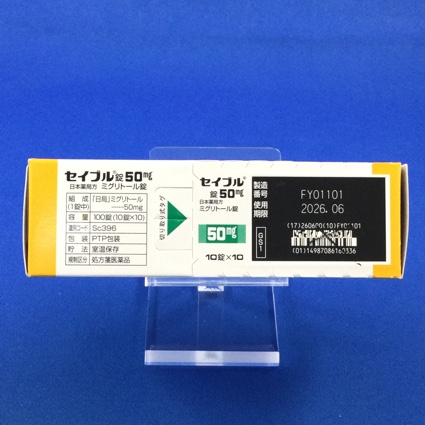 セイブル®錠50mg
日本薬局方 ミグリトール錠
組成(1錠中) 「日局」ミグリトール ……50mg
容量 100錠(10錠×10)
識別コード Sc396
包装 PTP包装
貯法 室温保存
規制区分 処方箋医薬品
切り取り式タグ
セイブル®錠50mg
日本薬局方 ミグリトール錠
50mg
10錠×10
製造番号 FY01101
使用期限 2026.06
GS1
(17)260600(10)FY01101
(01)14987086160336